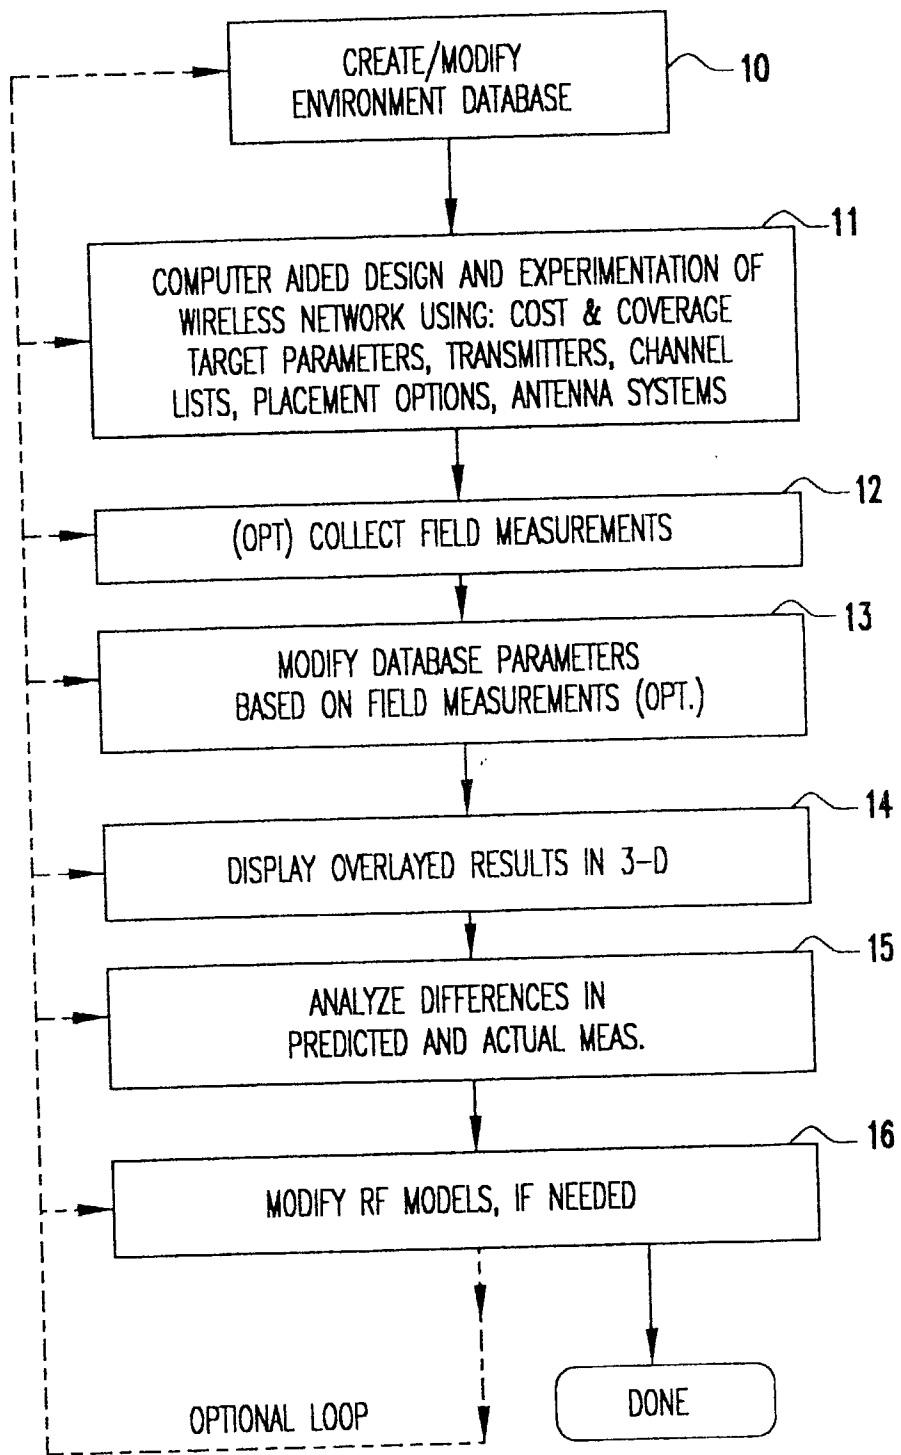 CREATE/MODIFY
ENVIRONMENT DATABASE
10
11
COMPUTER AIDED DESIGN AND EXPERIMENTATION OF
WIRELESS NETWORK USING: COST & COVERAGE
TARGET PARAMETERS, TRANSMITTERS, CHANNEL
LISTS, PLACEMENT OPTIONS, ANTENNA SYSTEMS
12
(OPT) COLLECT FIELD MEASUREMENTS
13
MODIFY DATABASE PARAMETERS
BASED ON FIELD MEASUREMENTS (OPT.)
14
DISPLAY OVERLAYED RESULTS IN 3-D
15
ANALYZE DIFFERENCES IN
PREDICTED AND ACTUAL MEAS.
16
MODIFY RF MODELS, IF NEEDED
OPTIONAL LOOP
DONE